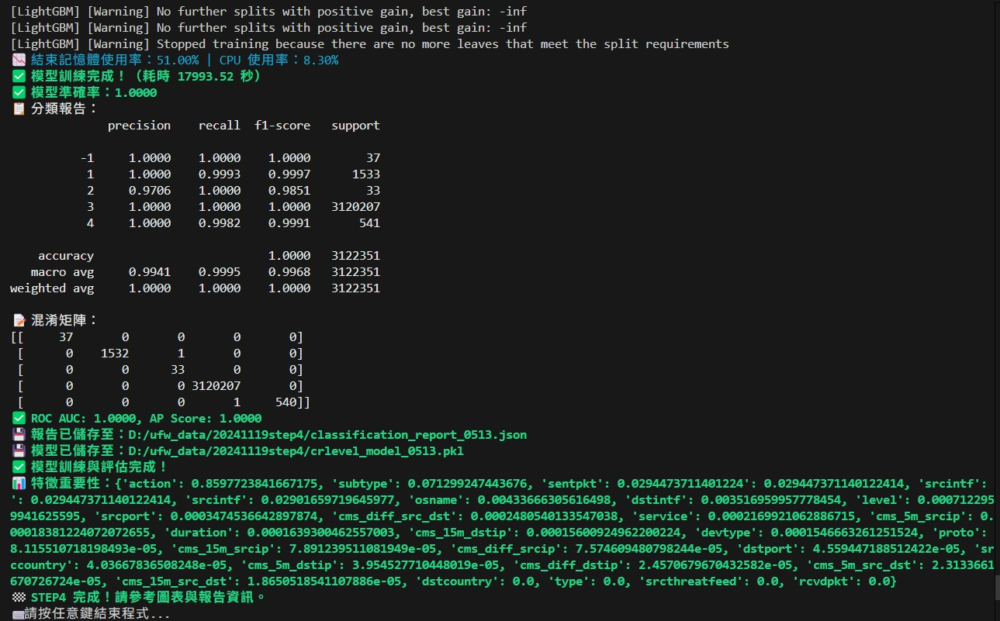 [LightGBM] [Warning] No further splits with positive gain, best gain: -inf
[LightGBM] [Warning] No further splits with positive gain, best gain: -inf
[LightGBM] [Warning] Stopped training because there are no more leaves that meet the split requirements
📉 結束記憶體使用率：51.00% | CPU 使用率：8.30%
✅ 模型訓練完成！（耗時 17993.52 秒）
✅ 模型準確率：1.0000
📋 分類報告：
precision recall f1-score support
-1 1.0000 1.0000 1.0000 37
1 1.0000 0.9993 0.9997 1533
2 0.9706 1.0000 0.9851 33
3 1.0000 1.0000 1.0000 3120207
4 1.0000 0.9982 0.9991 541
accuracy 1.0000 3122351
macro avg 0.9941 0.9995 0.9968 3122351
weighted avg 1.0000 1.0000 1.0000 3122351
📝 混淆矩陣：
[[ 37 0 0 0 0]
[ 0 1532 1 0 0]
[ 0 0 33 0 0]
[ 0 0 0 3120207 0]
[ 0 0 0 1 540]]
✅ ROC AUC: 1.0000, AP Score: 1.0000
💾 報告已儲存至：D:/ufw_data/20241119step4/classification_report_0513.json
💾 模型已儲存至：D:/ufw_data/20241119step4/crlevel_model_0513.pkl
✅ 模型訓練與評估完成！
📊 特徵重要性：{'action': 0.8597723841667175, 'subtype': 0.071299247443676, 'sentpkt': 0.0294473711401224': 0.029447371140122414, 'srcintf':
': 0.029447371140122414, 'srcintf': 0.02901659719645977, 'osname': 0.004336663056164­98, 'dstintf': 0.003516959957778454, 'level': 0.000712295
9941625595, 'srcport': 0.0003474536642897874, 'cms_diff_src_dst': 0.0002480540133547038, 'service': 0.0002169921062886715, 'cms_5m_srcip': 0.
00018381224072072655, 'duration': 0.0001639300462557003, 'cms_15m_dstip': 0.00015600924962200224, 'devtype': 0.0001546663261251524, 'proto':
8.115510718198493e-05, 'cms_15m_srcip': 7.891239511081949e-05, 'cms_diff_srcip': 7.574609480798244e-05, 'dstport': 4.559447188512422e-05, 'sr
ccountry': 4.03667835508248e-05, 'cms_5m_dstip': 3.954527710448019e-05, 'cms_diff_dstip': 2.4570679670432582e-05, 'cms_5m_src_dst': 2.3133661
670726724e-05, 'cms_15m_src_dst': 1.8650518541107886e-05, 'dstcountry': 0.0, 'type': 0.0, 'srcthreatfeed': 0.0, 'rcvdpkt': 0.0}
🏁 STEP4 完成！請參考圖表與報告資訊。
⌨️請按任意鍵結束程式...